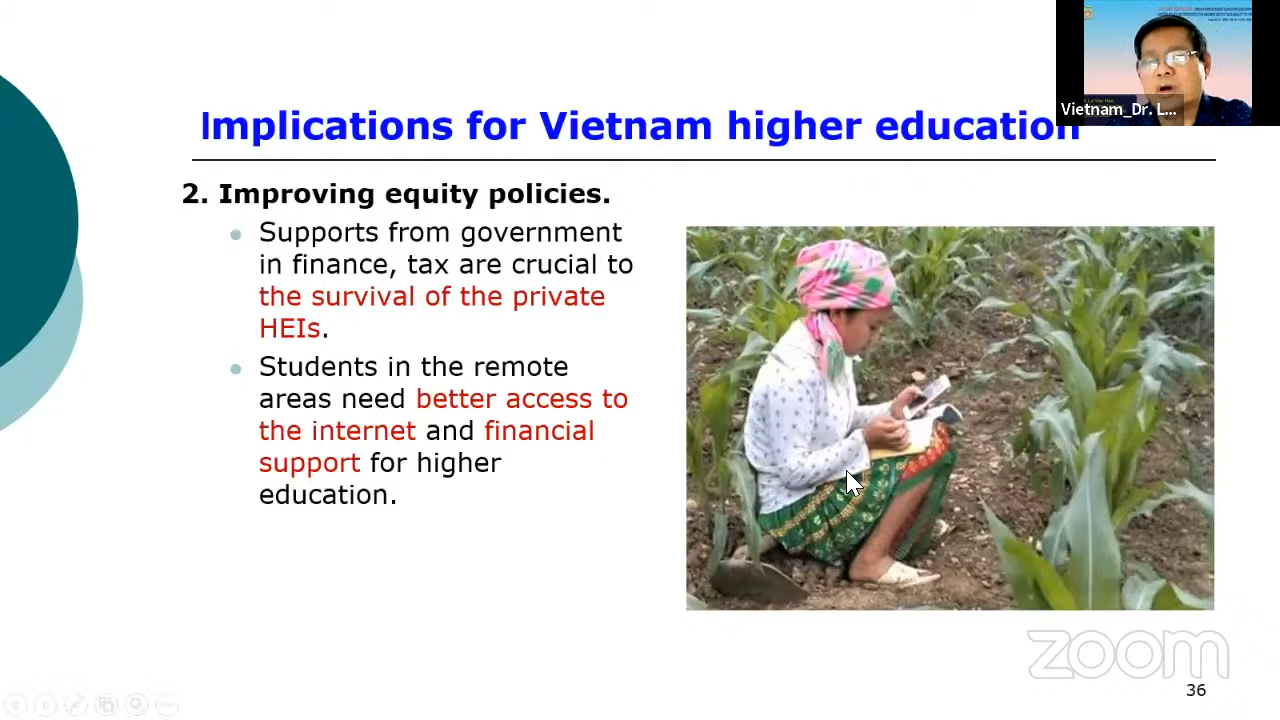 Implications for Vietnam higher education
Vietnam_Dr. L...
2. Improving equity policies.
Supports from government
in finance, tax are crucial to
the survival of the private
HEIs.
Students in the remote
areas need better access to
the internet and financial
support for higher
education.
zoom
36